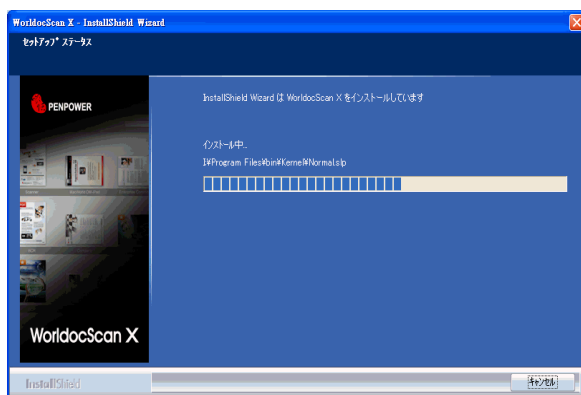 WorldocScan X - InstallShield Wizard
セットアップ ステータス
PENPOWER
InstallShield Wizard は WorldocScan X をインストールしています
インストール中...
I¥Program Files¥bin¥Kernel¥Normal.slp
WorldocScan X
InstallShield
キャンセル